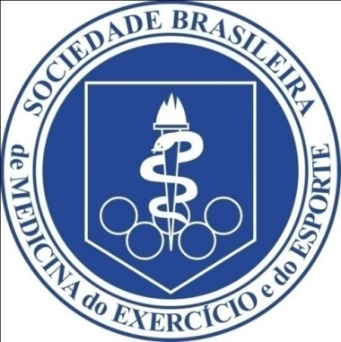 SOCIEDADE BRASILEIRA
de MEDICINA do EXERCÍCIO e do ESPORTE